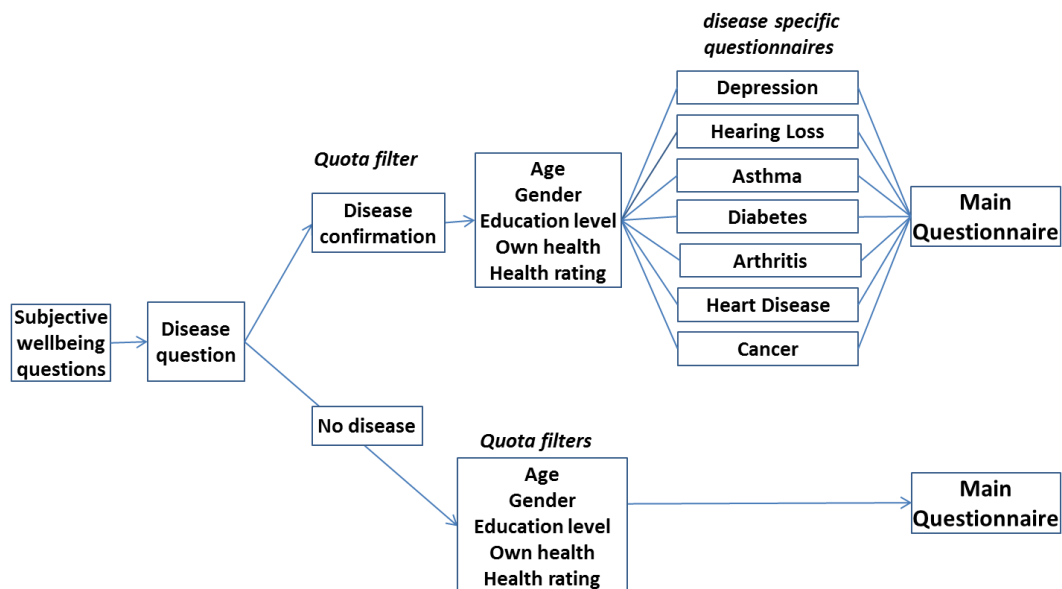 Subjective
wellbeing
questions
Disease
question
Quota filter
Disease
confirmation
Age
Gender
Education level
Own health
Health rating
disease specific
questionnaires
Depression
Hearing Loss
Asthma
Diabetes
Arthritis
Heart Disease
Cancer
Main
Questionnaire
No disease
Quota filters
Age
Gender
Education level
Own health
Health rating
Main
Questionnaire